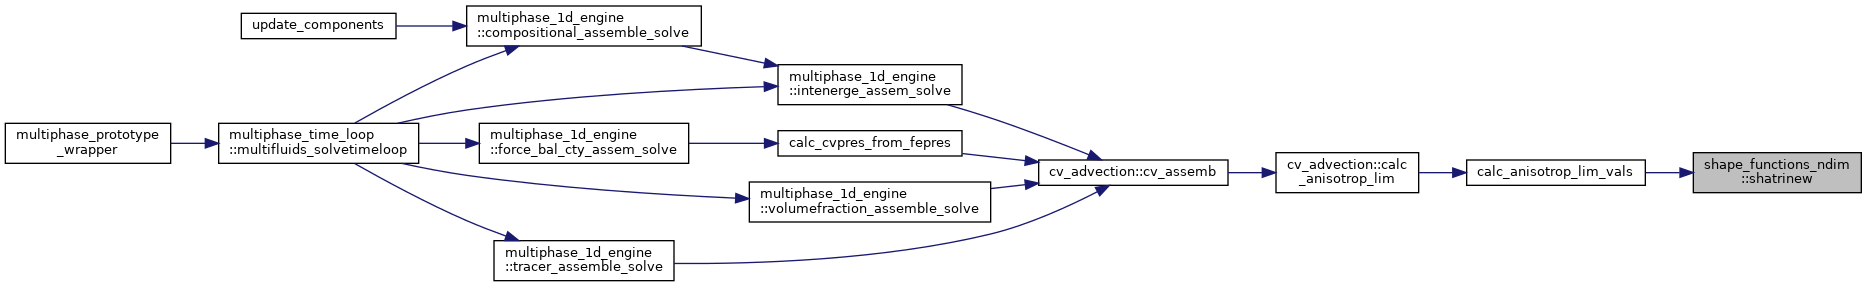 update_components
multiphase_1d_engine
::compositional_assemble_solve
multiphase_1d_engine
::intenerge_assem_solve
multiphase_prototype
_wrapper
multiphase_time_loop
::multifluids_solvetimeloop
multiphase_1d_engine
::force_bal_cty_assem_solve
calc_cvpres_from_fepres
cv_advection::cv_assemb
cv_advection::calc
_anisotrop_lim
calc_anisotrop_lim_vals
shape_functions_ndim
::shatrinew
multiphase_1d_engine
::volumefraction_assemble_solve
multiphase_1d_engine
::tracer_assemble_solve